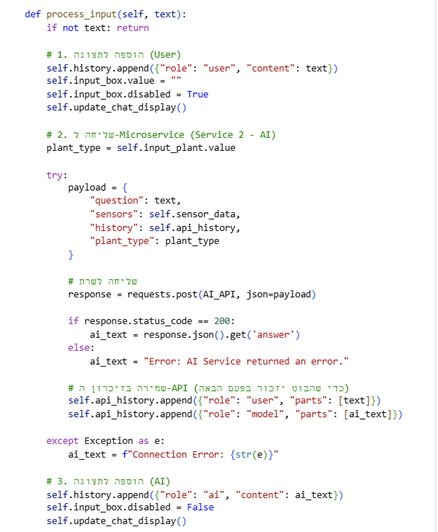 def process_input(self, text):
if not text: return
# 1. הוספה לתצוגה (User)
self.history.append({"role": "user", "content": text})
self.input_box.value = ""
self.input_box.disabled = True
self.update_chat_display()
# 2. שליחה ל-Microservice (Service 2 - AI)
plant_type = self.input_plant.value
try:
payload = {
"question": text,
"sensors": self.sensor_data,
"history": self.api_history,
"plant_type": plant_type
}
# שליחה לשרת
response = requests.post(AI_API, json=payload)
if response.status_code == 200:
ai_text = response.json().get('answer')
else:
ai_text = "Error: AI Service returned an error."
# שמירה בזיכרון ה-API (כדי שהבוט יזכור בפעם הבאה)
self.api_history.append({"role": "user", "parts": [text]})
self.api_history.append({"role": "model", "parts": [ai_text]})
except Exception as e:
ai_text = f"Connection Error: {str(e)}"
# 3. הוספה לתצוגה (AI)
self.history.append({"role": "ai", "content": ai_text})
self.input_box.disabled = False
self.update_chat_display()